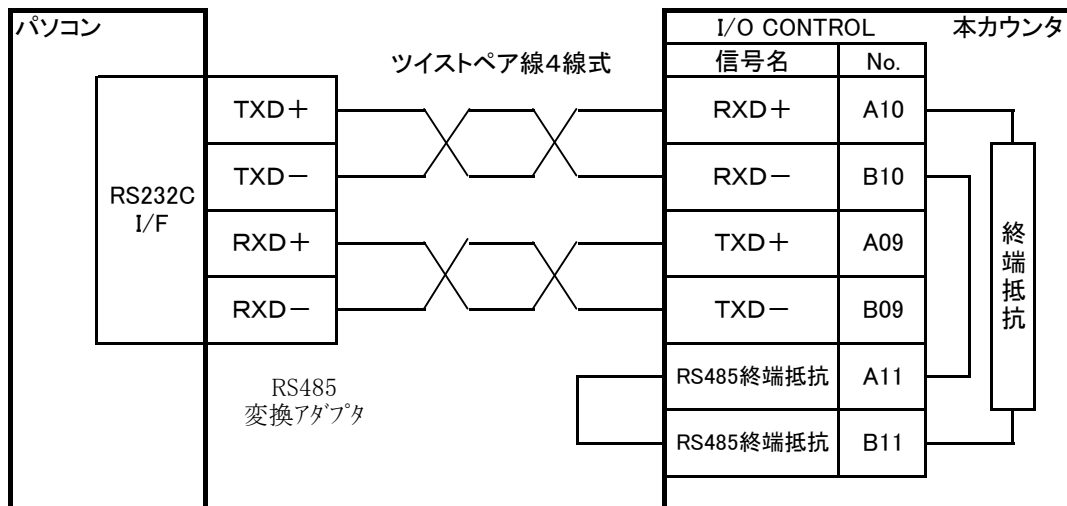 パソコン
I/O CONTROL 本カウンタ
ツイストペア線4線式
信号名 No.
TXD+ RXD+ A10
TXD- RXD- B10
RS232C
I/F
RXD+ TXD+ A09
RXD- TXD- B09
終端抵抗
RS485終端抵抗 A11
RS485
変換アダプタ
RS485終端抵抗 B11